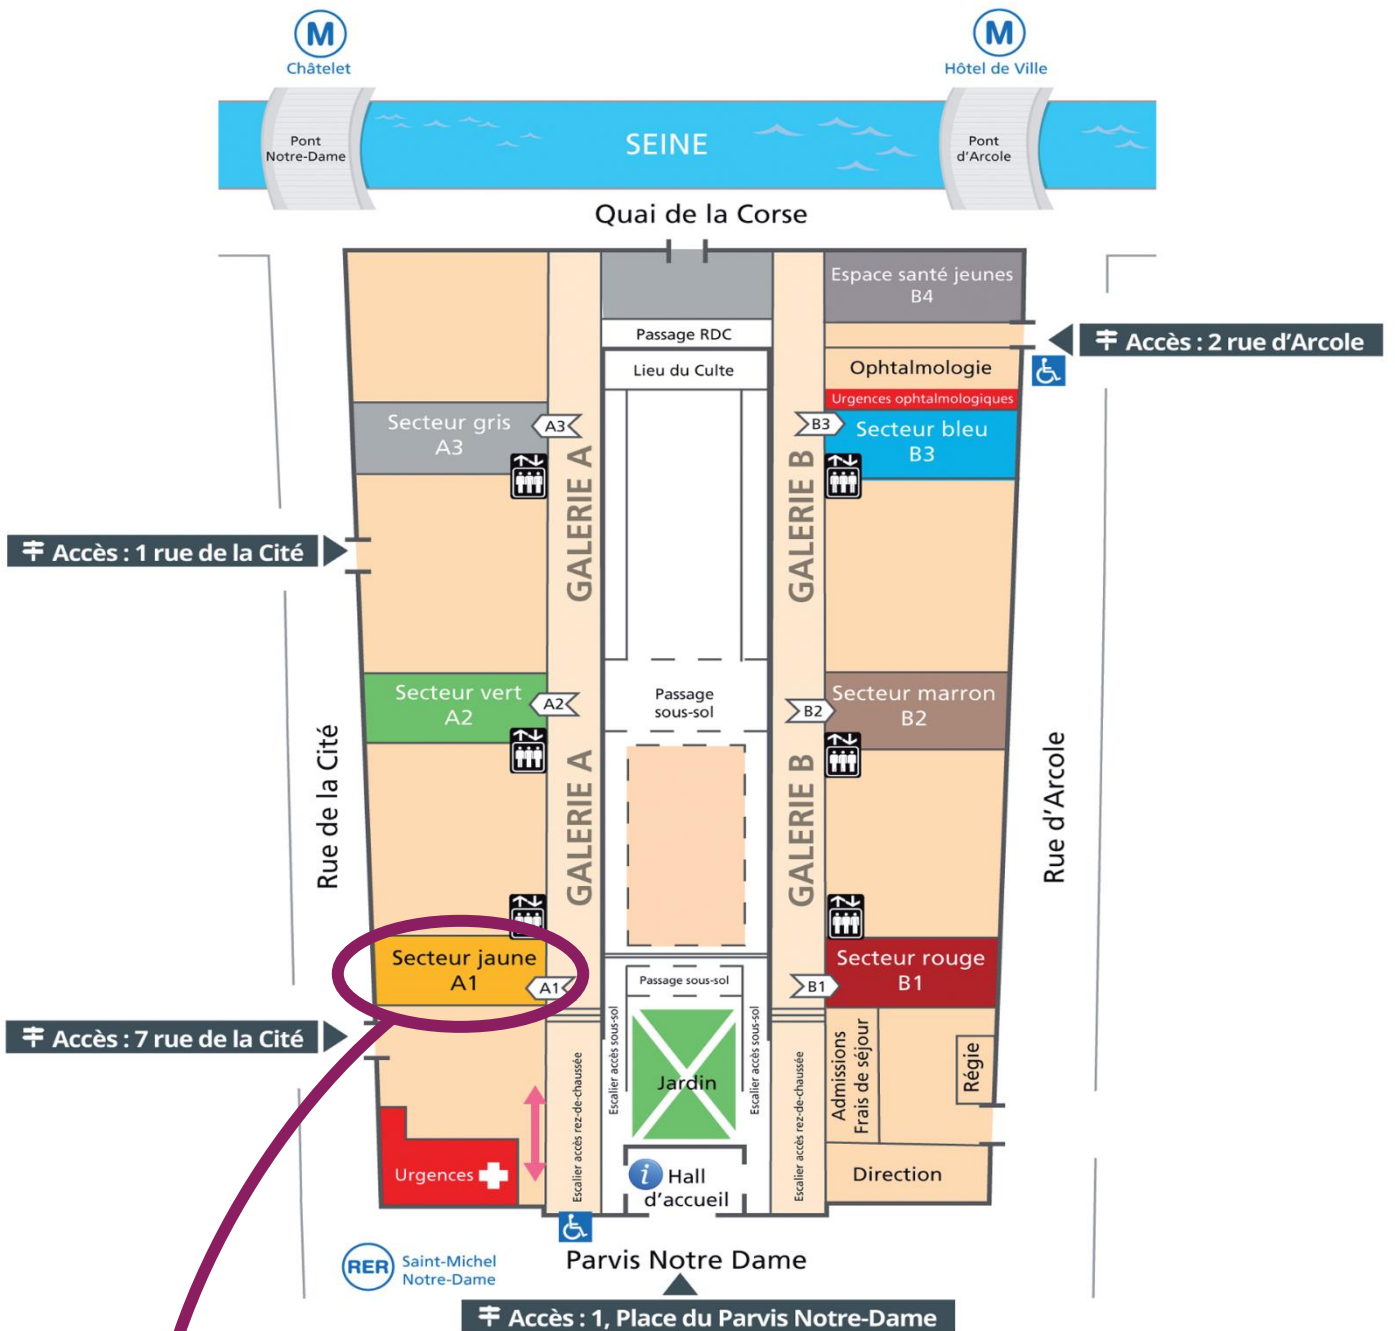 M
M
Châtelet
Hôtel de Ville
Pont
Notre-Dame
SEINE
Pont
d'Arcole
Quai de la Corse
Espace santé jeunes
B4
Passage RDC
Accès : 2 rue d'Arcole
Lieu du Culte
Ophtalmologie
Urgences ophtalmologiques
Secteur gris
A3
A3
B3
Secteur bleu
B3
GALERIE A
GALERIE B
Accès : 1 rue de la Cité
Secteur vert
A2
A2
Passage
sous-sol
B2
Secteur marron
B2
Rue de la Cité
GALERIE A
GALERIE B
Rue d'Arcole
Secteur jaune
A1
A1
Passage sous-sol
B1
Secteur rouge
B1
Accès : 7 rue de la Cité
Escalier accès rez-de-chaussée
Escalier accès sous-sol
Jardin
Escalier accès sous-sol
Escalier accès rez-de-chaussée
Admissions
Frais de séjour
Régie
Urgences
i Hall
d'accueil
Direction
RER
Saint-Michel
Notre-Dame
Parvis Notre Dame
Accès : 1, Place du Parvis Notre-Dame